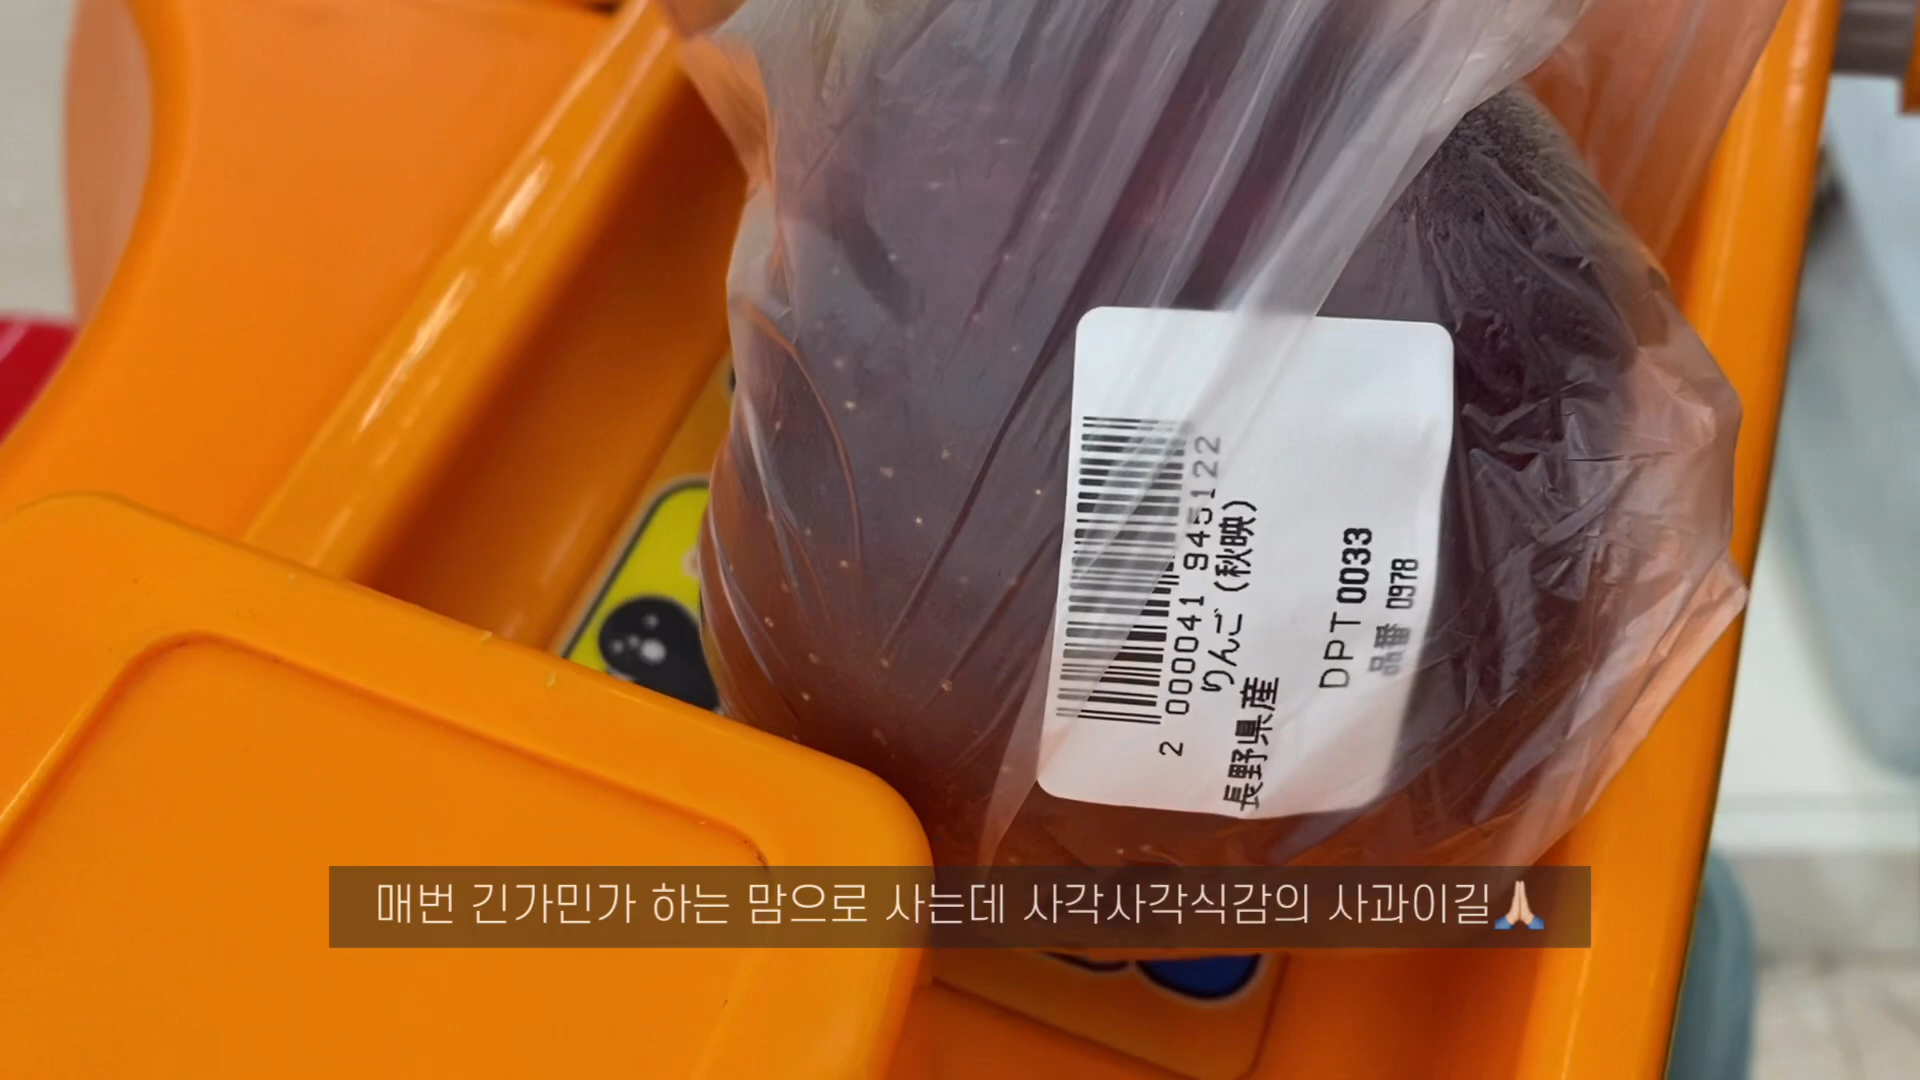 2 000041 945122
りんご(秋映)
長野県産
DPT 0033
品番 0978
매번 긴가민가 하는 맘으로 사는데 사각사각식감의 사과이길🙏🏻